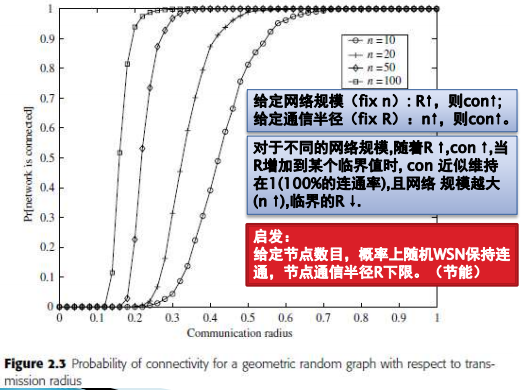 1
0.9
0.8
0.7
0.6
0.5
0.4
0.3
0.2
0.1
0
Pr[network is connected]
0 0.1 0.2 0.3 0.4 0.5 0.6 0.7 0.8 0.9 1
Communication radius
n = 10
n = 20
n = 50
n = 100
给定网络规模（fix n）: R↑，则con↑;
给定通信半径（fix R）：n↑，则con↑。
对于不同的网络规模,随着R ↑,con ↑,当
R增加到某个临界值时, con 近似维持
在1(100%的连通率),且网络 规模越大
(n ↑),临界的R ↓.
启发：
给定节点数目，概率上随机WSN保持连
通，节点通信半径R下限。（节能）
Figure 2.3 Probability of connectivity for a geometric random graph with respect to trans-
mission radius